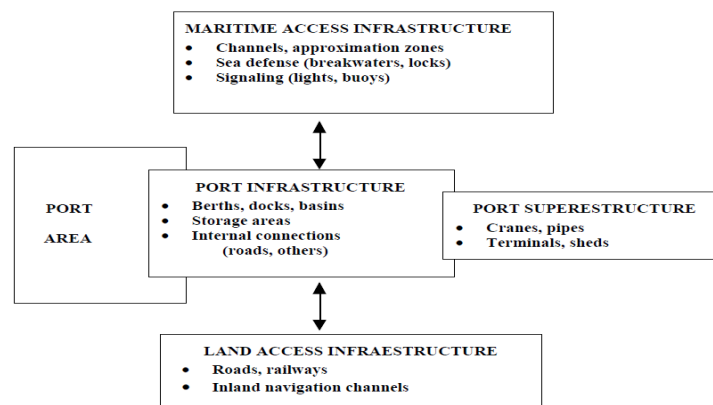 MARITIME ACCESS INFRASTRUCTURE
• Channels, approximation zones
• Sea defense (breakwaters, locks)
• Signaling (lights, buoys)
PORT
AREA
PORT INFRASTRUCTURE
• Berths, docks, basins
• Storage areas
• Internal connections
(roads, others)
PORT SUPERESTRUCTURE
• Cranes, pipes
• Terminals, sheds
LAND ACCESS INFRAESTRUCTURE
• Roads, railways
• Inland navigation channels